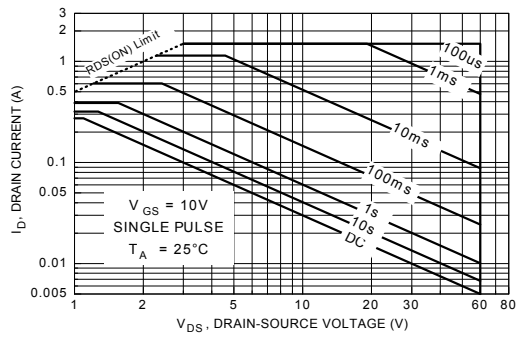 3
2
1
0.5
0.1
0.05
0.01
0.005
I D, DRAIN CURRENT (A)
RDS(ON) Limit
100us
1ms
10ms
100ms
1s
10s
DC
V GS = 10V
SINGLE PULSE
T A = 25°C
1 2 5 10 20 30 60 80
V DS , DRAIN-SOURCE VOLTAGE (V)